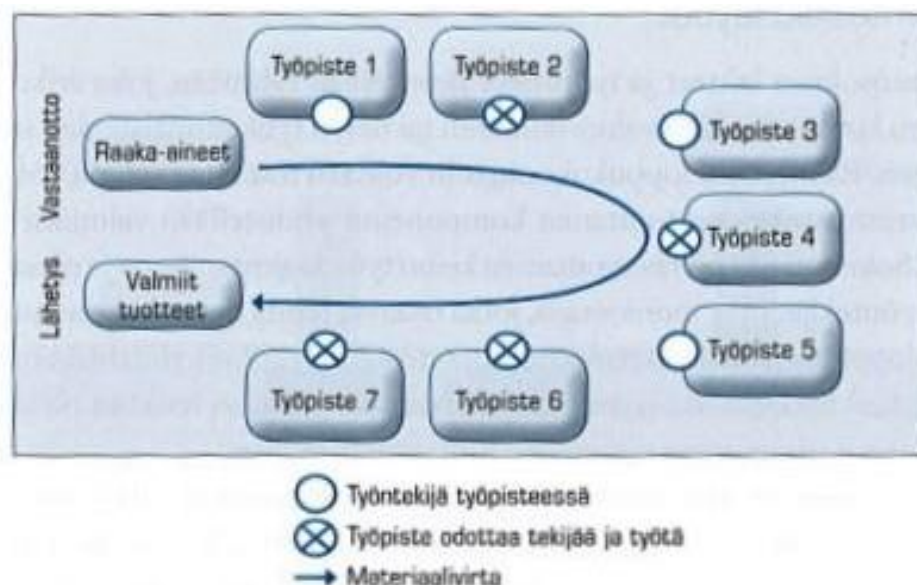 Työpiste 1
Työpiste 2
Työpiste 3
Vastaanotto
Raaka-aineet
Työpiste 4
Lähetys
Valmiit
tuotteet
Työpiste 5
Työpiste 7
Työpiste 6
Työntekijä työpisteessä
Työpiste odottaa tekijää ja työtä
Materiaalivirta